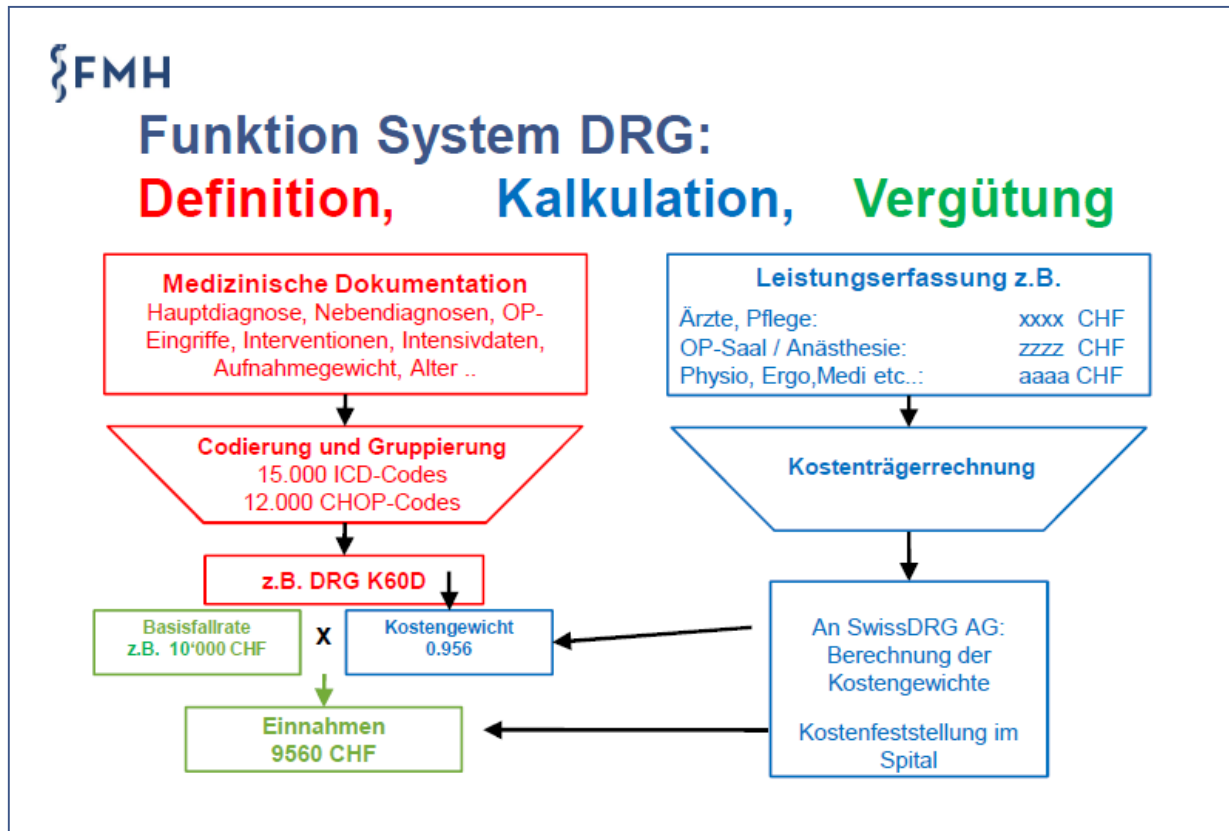 FMH
Funktion System DRG:
Definition, Kalkulation, Vergütung
Medizinische Dokumentation
Hauptdiagnose, Nebendiagnosen, OP-
Eingriffe, Interventionen, Intensivdaten,
Aufnahmegewicht, Alter ..
Leistungserfassung z.B.
Ärzte, Pflege: xxxx CHF
OP-Saal / Anästhesie: zzzz CHF
Physio, Ergo,Medi etc..: aaaa CHF
Codierung und Gruppierung
15.000 ICD-Codes
12.000 CHOP-Codes
Kostenträgerrechnung
z.B. DRG K60D
Basisfallrate
z.B. 10‘000 CHF
x
Kostengewicht
0.956
An SwissDRG AG:
Berechnung der
Kostengewichte
Kostenfeststellung im
Spital
Einnahmen
9560 CHF